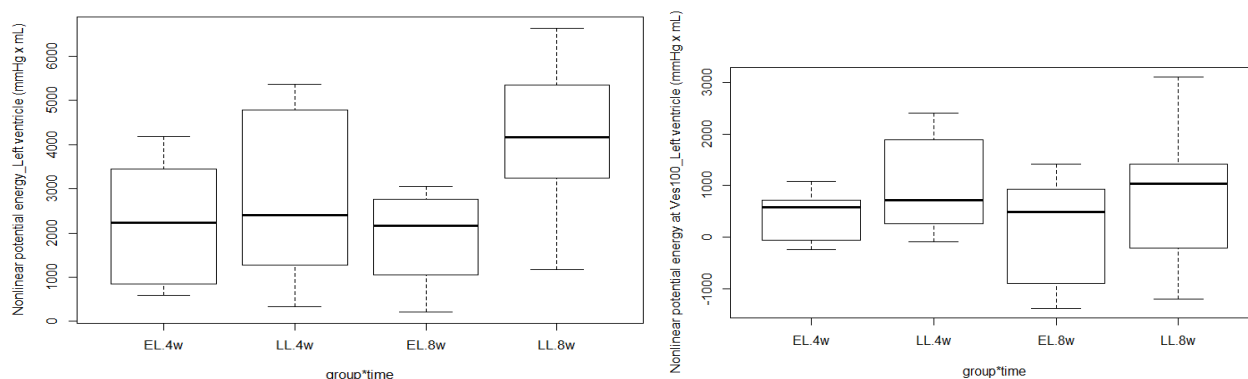 Nonlinear potential energy_Left ventricle (mmHg x mL)
6000
5000
4000
3000
2000
1000
0
EL.4w LL.4w EL.8w LL.8w
group*time
Nonlinear potential energy at Ves100_Left ventricle (mmHg x mL)
3000
2000
1000
0
-1000
EL.4w LL.4w EL.8w LL.8w
group*time